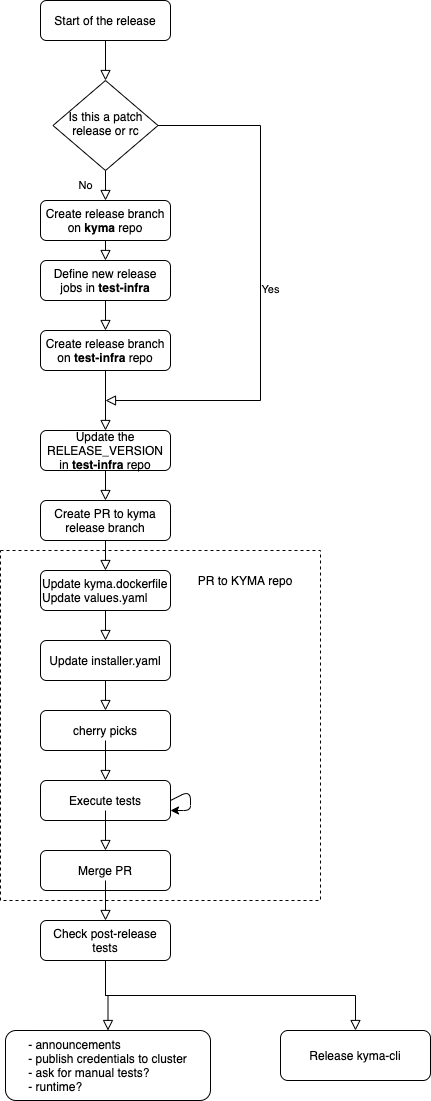 Start of the release
Is this a patch
release or rc
No
Create release branch
on kyma repo
Define new release
jobs in test-infra
Yes
Create release branch
on test-infra repo
Update the
RELEASE_VERSION
in test-infra repo
Create PR to kyma
release branch
PR to KYMA repo
Update kyma.dockerfile
Update values.yaml
Update installer.yaml
cherry picks
Execute tests
Merge PR
Check post-release
tests
- announcements
- publish credentials to cluster
- ask for manual tests?
- runtime?
Release kyma-cli